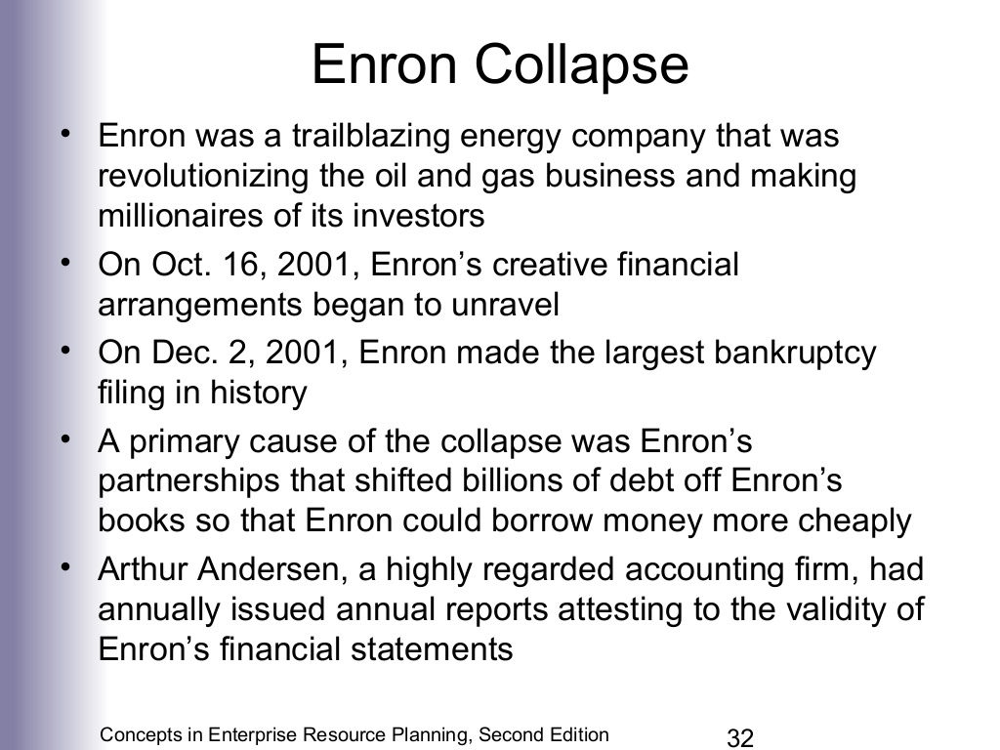 Enron Collapse
• Enron was a trailblazing energy company that was
revolutionizing the oil and gas business and making
millionaires of its investors
• On Oct. 16, 2001, Enron’s creative financial
arrangements began to unravel
• On Dec. 2, 2001, Enron made the largest bankruptcy
filing in history
• A primary cause of the collapse was Enron’s
partnerships that shifted billions of debt off Enron’s
books so that Enron could borrow money more cheaply
• Arthur Andersen, a highly regarded accounting firm, had
annually issued annual reports attesting to the validity of
Enron’s financial statements
Concepts in Enterprise Resource Planning, Second Edition
32